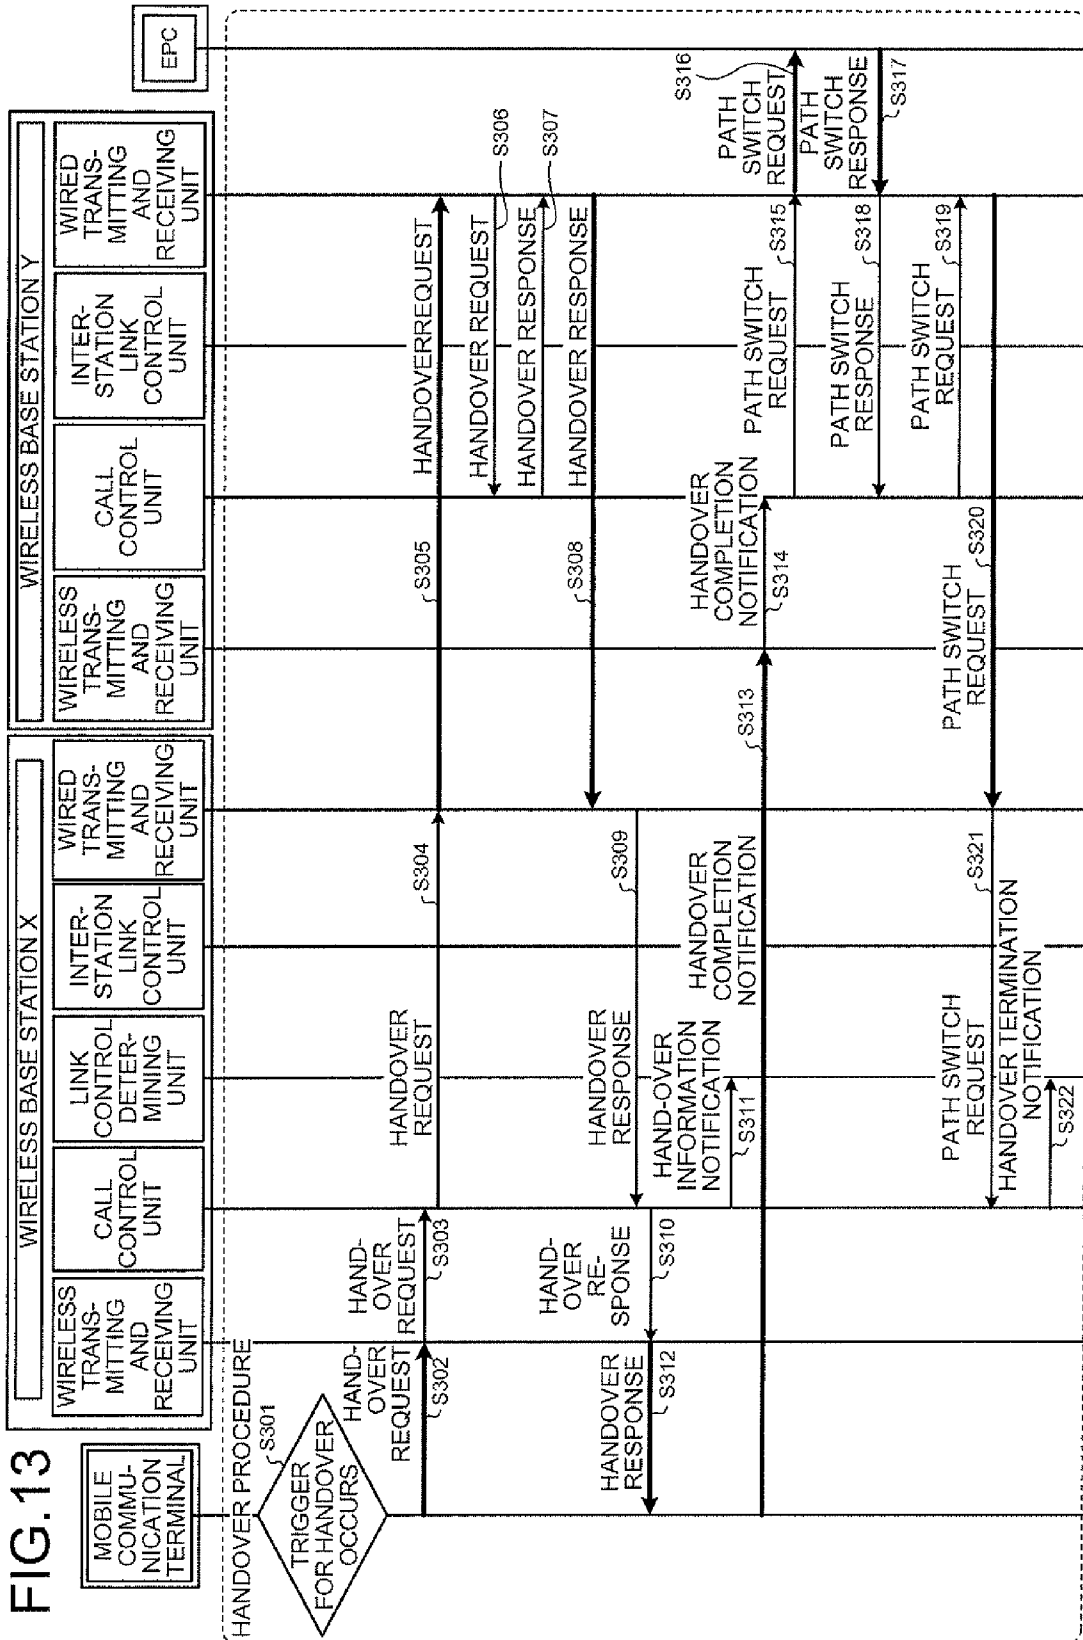 FIG.13
MOBILE
COMMU-
NICATION
TERMINAL
WIRELESS BASE STATION X
WIRELESS
TRANS-
MITTING
AND
RECEIVING
UNIT
CALL
CONTROL
UNIT
LINK
CONTROL
DETER-
MINING
UNIT
INTER-
STATION
LINK
CONTROL
UNIT
WIRED
TRANS-
MITTING
AND
RECEIVING
UNIT
WIRELESS BASE STATION Y
WIRELESS
TRANS-
MITTING
AND
RECEIVING
UNIT
CALL
CONTROL
UNIT
INTER-
STATION
LINK
CONTROL
UNIT
WIRED
TRANS-
MITTING
AND
RECEIVING
UNIT
EPC
HANDOVER PROCEDURE
S301
TRIGGER
FOR HANDOVER
OCCURS
HAND-
OVER
REQUEST
S302
HAND-
OVER
REQUEST
S303
HANDOVER
REQUEST
S304
S305
HANDOVERREQUEST
HANDOVER REQUEST
S306
HANDOVER RESPONSE
S307
HANDOVER RESPONSE
S308
HANDOVER
RESPONSE
S309
HAND-
OVER
RE-
SPONSE
S310
HAND-OVER
INFORMATION
NOTIFICATION
S311
HANDOVER
RESPONSE
S312
HANDOVER
COMPLETION
NOTIFICATION
S313
HANDOVER
COMPLETION
NOTIFICATION
S314
PATH SWITCH
REQUEST
S315
PATH
SWITCH
REQUEST
S316
PATH
SWITCH
RESPONSE
S317
PATH SWITCH
RESPONSE
S318
PATH SWITCH
REQUEST
S319
PATH SWITCH
REQUEST
S320
PATH SWITCH
REQUEST
S321
HANDOVER TERMINATION
NOTIFICATION
S322